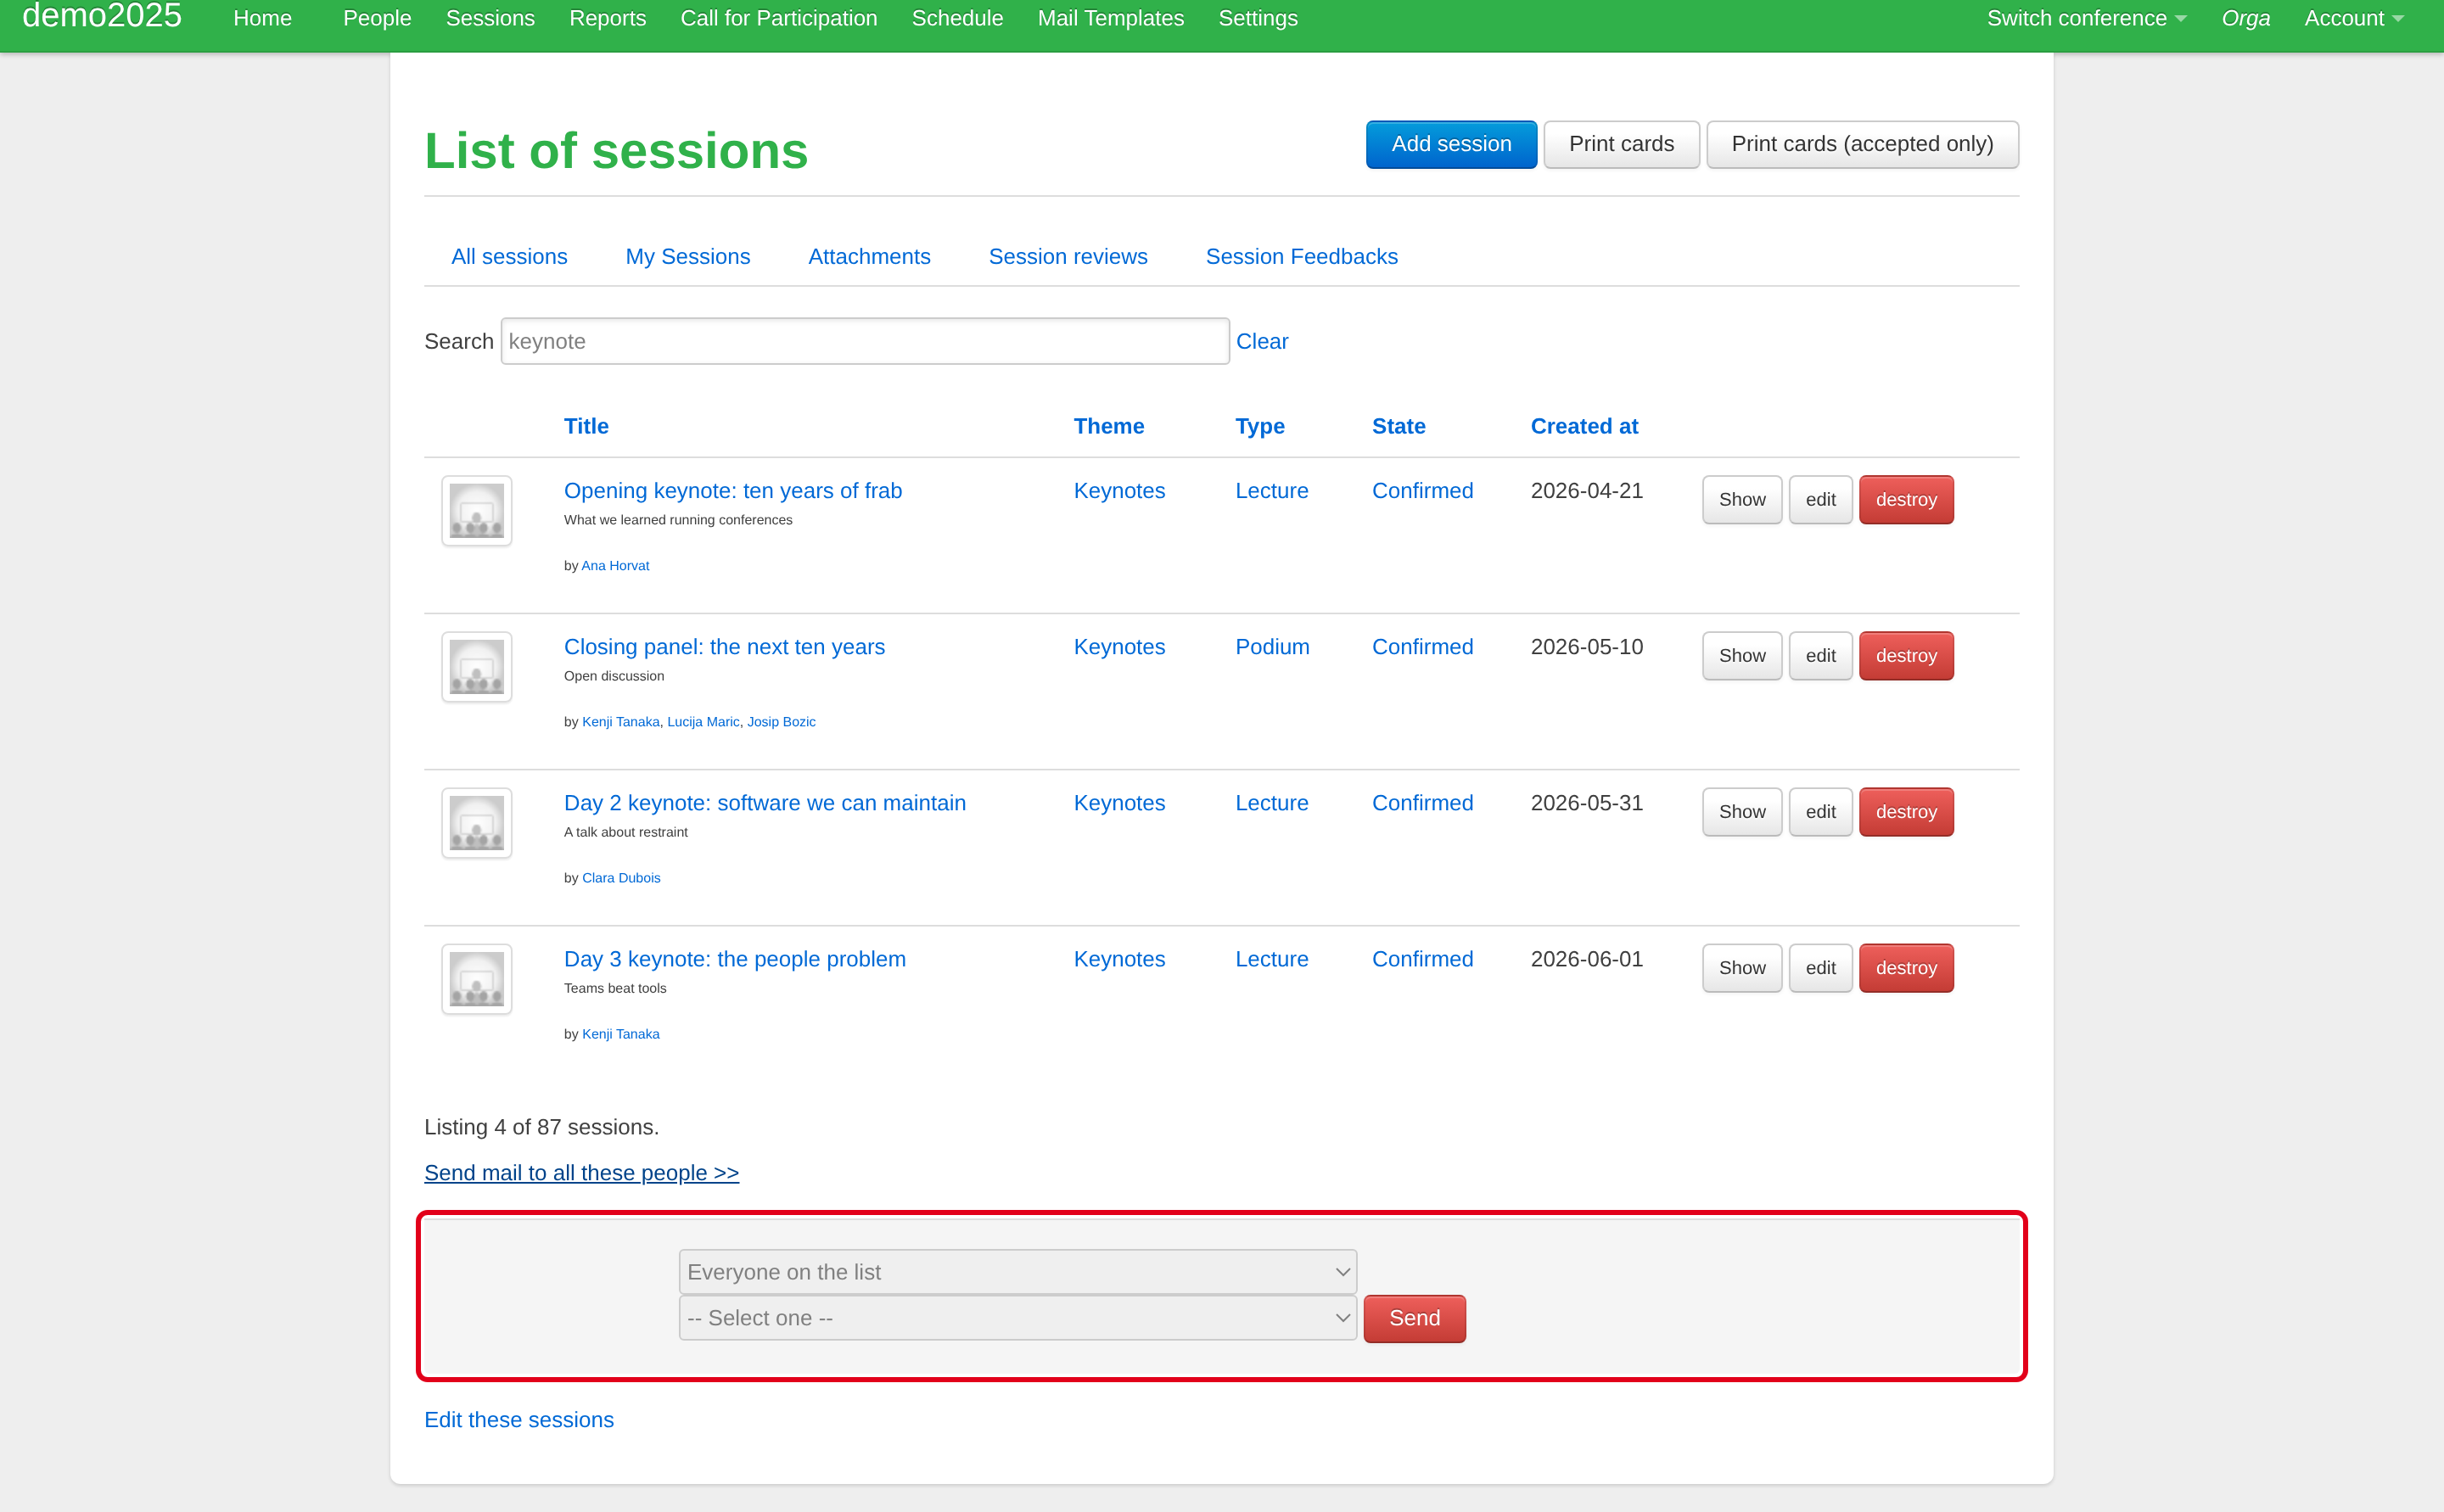 demo2025 Home People Sessions Reports Call for Participation Schedule Mail Templates Settings Switch conference Orga Account
List of sessions Add session Print cards Print cards (accepted only)
All sessions My Sessions Attachments Session reviews Session Feedbacks
Search keynote Clear
Title Theme Type State Created at
Opening keynote: ten years of frab Keynotes Lecture Confirmed 2026-04-21 Show edit destroy
What we learned running conferences
by Ana Horvat
Closing panel: the next ten years Keynotes Podium Confirmed 2026-05-10 Show edit destroy
Open discussion
by Kenji Tanaka, Lucija Maric, Josip Bozic
Day 2 keynote: software we can maintain Keynotes Lecture Confirmed 2026-05-31 Show edit destroy
A talk about restraint
by Clara Dubois
Day 3 keynote: the people problem Keynotes Lecture Confirmed 2026-06-01 Show edit destroy
Teams beat tools
by Kenji Tanaka
Listing 4 of 87 sessions.
Send mail to all these people >>
Everyone on the list
-- Select one -- Send
Edit these sessions